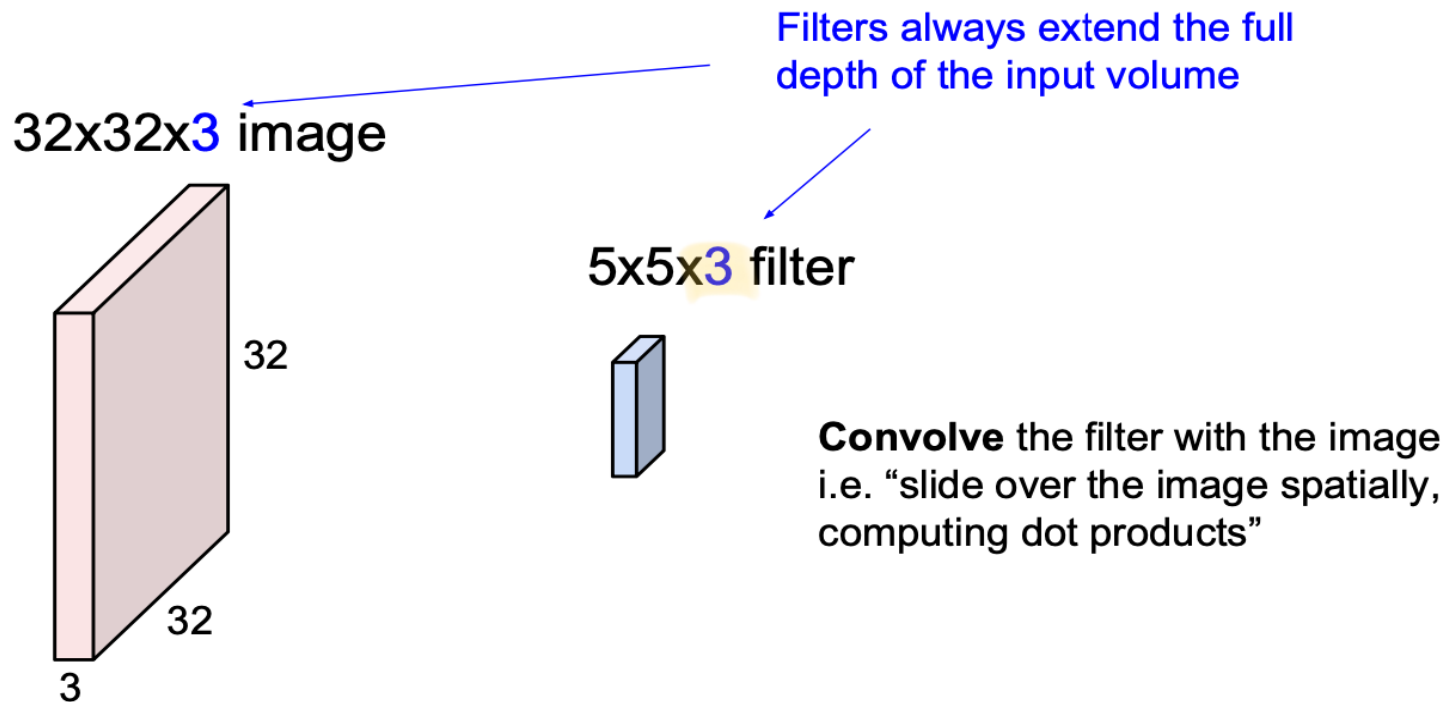 Filters always extend the full
depth of the input volume
32x32x3 image
5x5x3 filter
32
Convolve the filter with the image
i.e. “slide over the image spatially,
computing dot products”
32
3